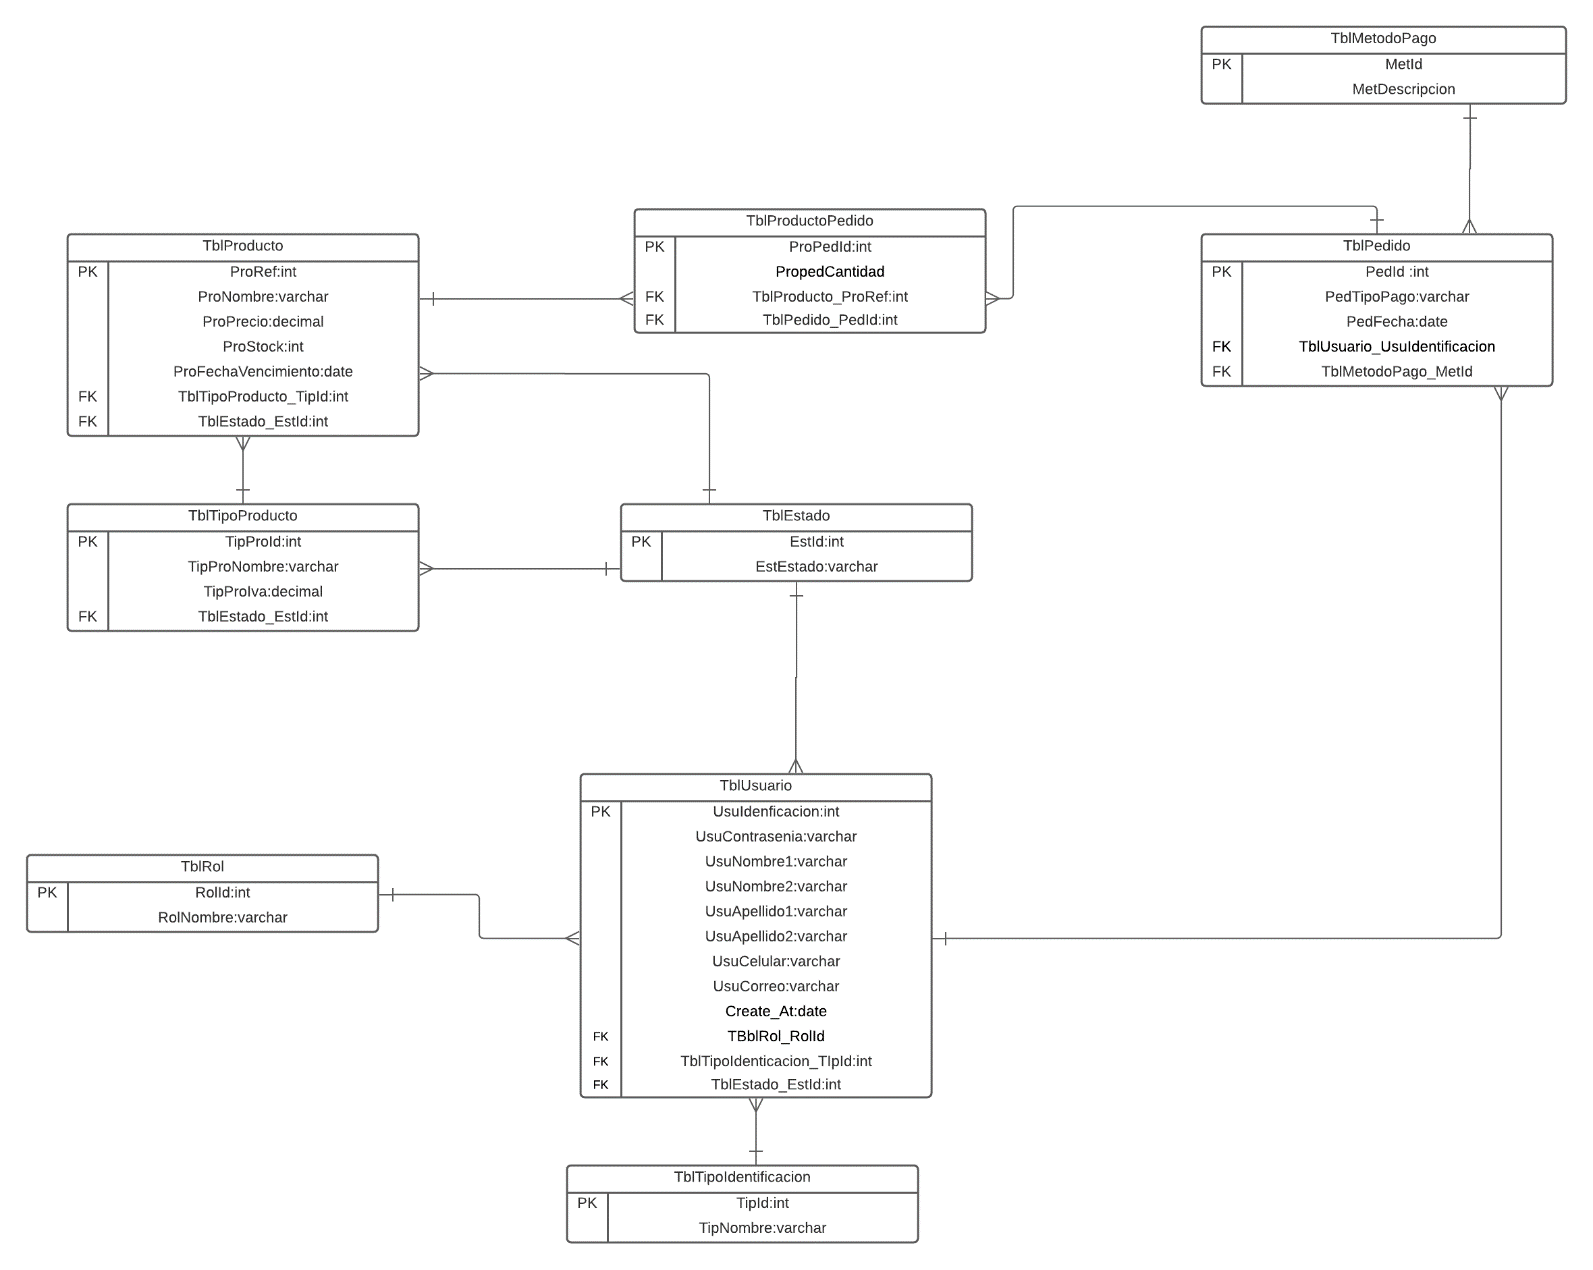 TblMetodoPago
PK MetId
MetDescripcion
TblProductoPedido
PK ProPedId:int
PropedCantidad
FK TblProducto_ProRef:int
FK TblPedido_PedId:int
TblProducto
PK ProRef:int
ProNombre:varchar
ProPrecio:decimal
ProStock:int
ProFechaVencimiento:date
FK TblTipoProducto_TipId:int
FK TblEstado_EstId:int
TblPedido
PK PedId :int
PedTipoPago:varchar
PedFecha:date
FK TblUsuario_UsuIdentificacion
FK TblMetodoPago_MetId
TblTipoProducto
PK TipProId:int
TipProNombre:varchar
TipProIva:decimal
FK TblEstado_EstId:int
TblEstado
PK EstId:int
EstEstado:varchar
TblUsuario
PK UsuIdenficacion:int
UsuContrasenia:varchar
UsuNombre1:varchar
UsuNombre2:varchar
UsuApellido1:varchar
UsuApellido2:varchar
UsuCelular:varchar
UsuCorreo:varchar
Create_At:date
FK TBblRol_RolId
FK TblTipoIdenticacion_TIpId:int
FK TblEstado_EstId:int
TblRol
PK RolId:int
RolNombre:varchar
TblTipoIdentificacion
PK TipId:int
TipNombre:varchar